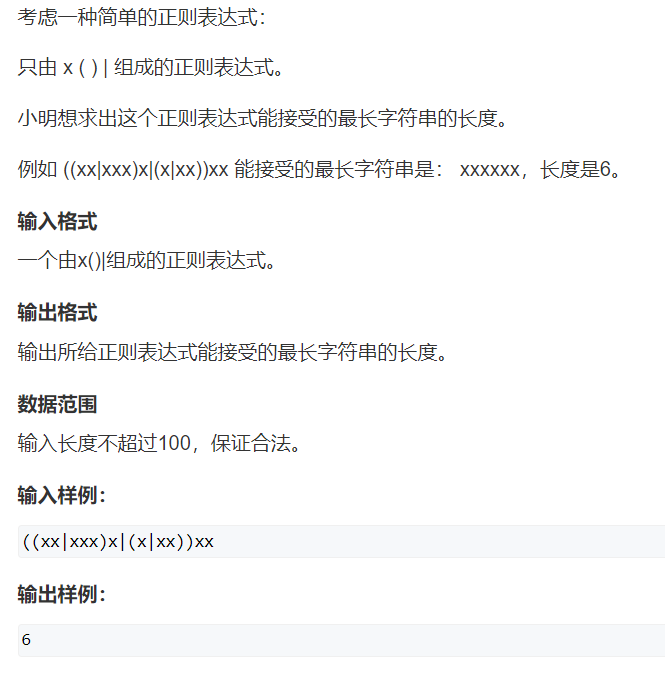 考虑一种简单的正则表达式：
只由 x ( ) | 组成的正则表达式。
小明想求出这个正则表达式能接受的最长字符串的长度。
例如 ((xx|xxx)x|(x|xx))xx 能接受的最长字符串是： xxxxxx，长度是6。
输入格式
一个由x()|组成的正则表达式。
输出格式
输出所给正则表达式能接受的最长字符串的长度。
数据范围
输入长度不超过100，保证合法。
输入样例：
((xx|xxx)x|(x|xx))xx
输出样例：
6